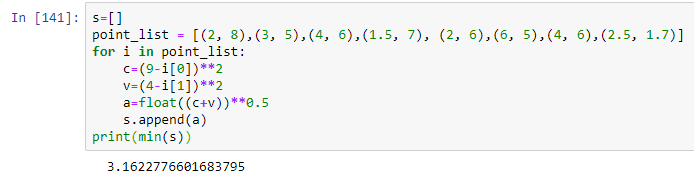 In [141]: s=[]
point_list = [(2, 8),(3, 5),(4, 6),(1.5, 7), (2, 6),(6, 5),(4, 6),(2.5, 1.7)]
for i in point_list:
    c=(9-i[0])**2
    v=(4-i[1])**2
    a=float((c+v))**0.5
    s.append(a)
print(min(s))
3.1622776601683795